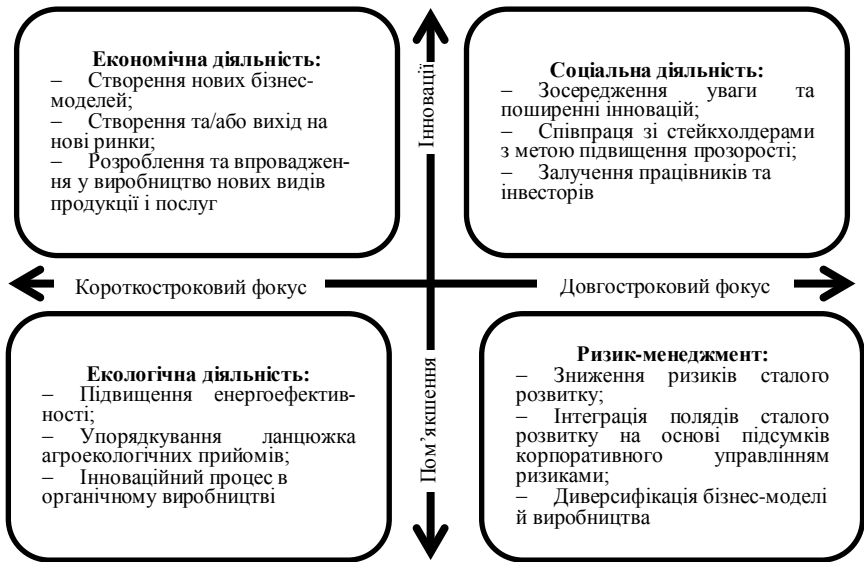 Економічна діяльність:
– Створення нових бізнес-
моделей;
– Створення та/або вихід на
нові ринки;
– Розроблення та впроваджен-
ня у виробництво нових видів
продукції і послуг
Інновації
Соціальна діяльність:
– Зосередження уваги та
поширенні інновацій;
– Співпраця зі стейкхолдерами
з метою підвищення прозорості;
– Залучення працівників та
інвесторів
Короткостроковий фокус
Довгостроковий фокус
Екологічна діяльність:
– Підвищення енергоефектив-
ності;
– Упорядкування ланцюжка
агроекологічних прийомів;
– Інноваційний процес в
органічному виробництві
Пом’якшення
Ризик-менеджмент:
– Зниження ризиків сталого
розвитку;
– Інтеграція полядів сталого
розвитку на основі підсумків
корпоративного управлінням
ризиками;
– Диверсифікація бізнес-моделі
й виробництва